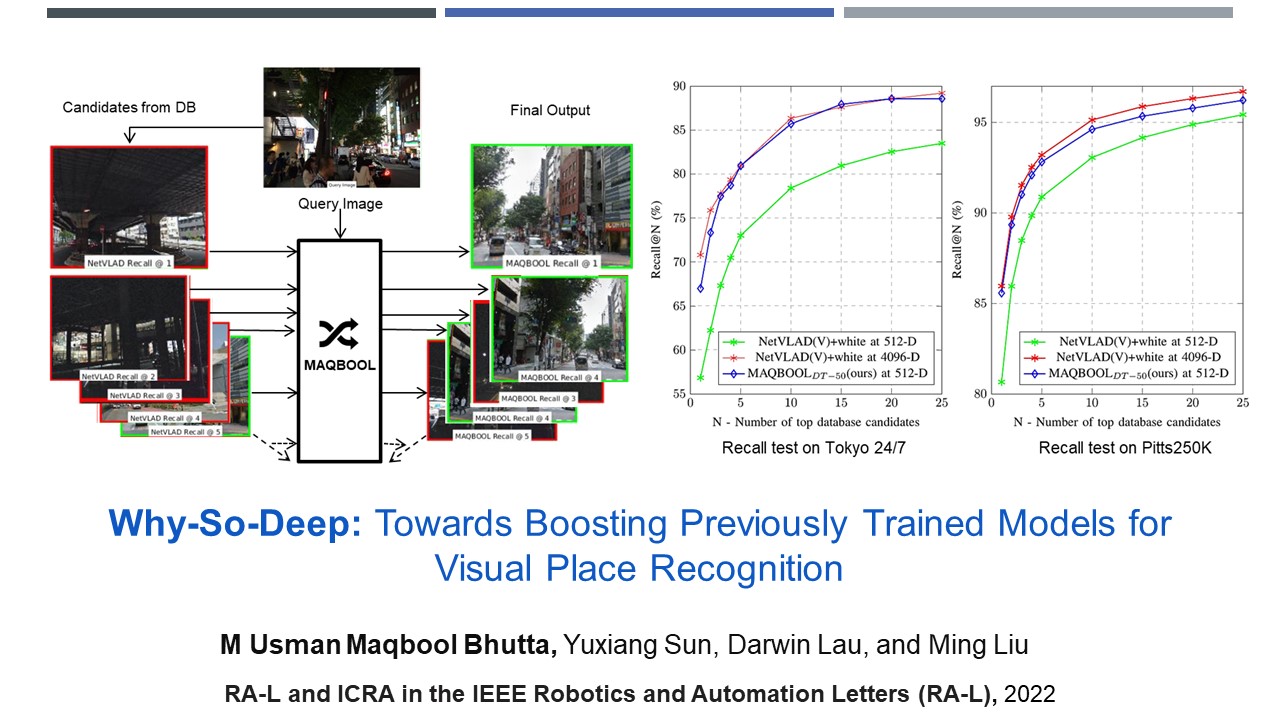 Candidates from DB
Query Image
Query Image
Final Output
NetVLAD Recall @ 1
NetVLAD Recall @ 2
NetVLAD Recall @ 3
NetVLAD Recall @ 4
NetVLAD Recall @ 5
MAQBOOL
MAQBOOL Recall @ 1
MAQBOOL Recall @ 4
MAQBOOL Recall @ 3
MAQBOOL Recall @ 4
MAQBOOL Recall @ 5
Recall@N (%)
90
85
80
75
70
65
60
55
0 5 10 15 20 25
NetVLAD(V)+white at 512-D
NetVLAD(V)+white at 4096-D
MAQBOOL_DT−50(ours) at 512-D
N - Number of top database candidates
Recall test on Tokyo 24/7
Recall@N (%)
95
90
85
80
0 5 10 15 20 25
NetVLAD(V)+white at 512-D
NetVLAD(V)+white at 4096-D
MAQBOOL_DT−50(ours) at 512-D
N - Number of top database candidates
Recall test on Pitts250K
Why-So-Deep: Towards Boosting Previously Trained Models for
Visual Place Recognition
M Usman Maqbool Bhutta, Yuxiang Sun, Darwin Lau, and Ming Liu
RA-L and ICRA in the IEEE Robotics and Automation Letters (RA-L), 2022